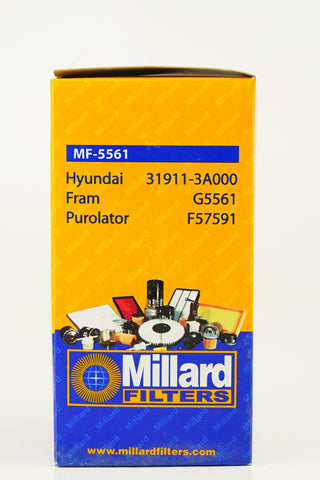 MF-5561
Hyundai 31911-3A000
Fram G5561
Purolator F57591
Millard
FILTERS
www.millardfilters.com